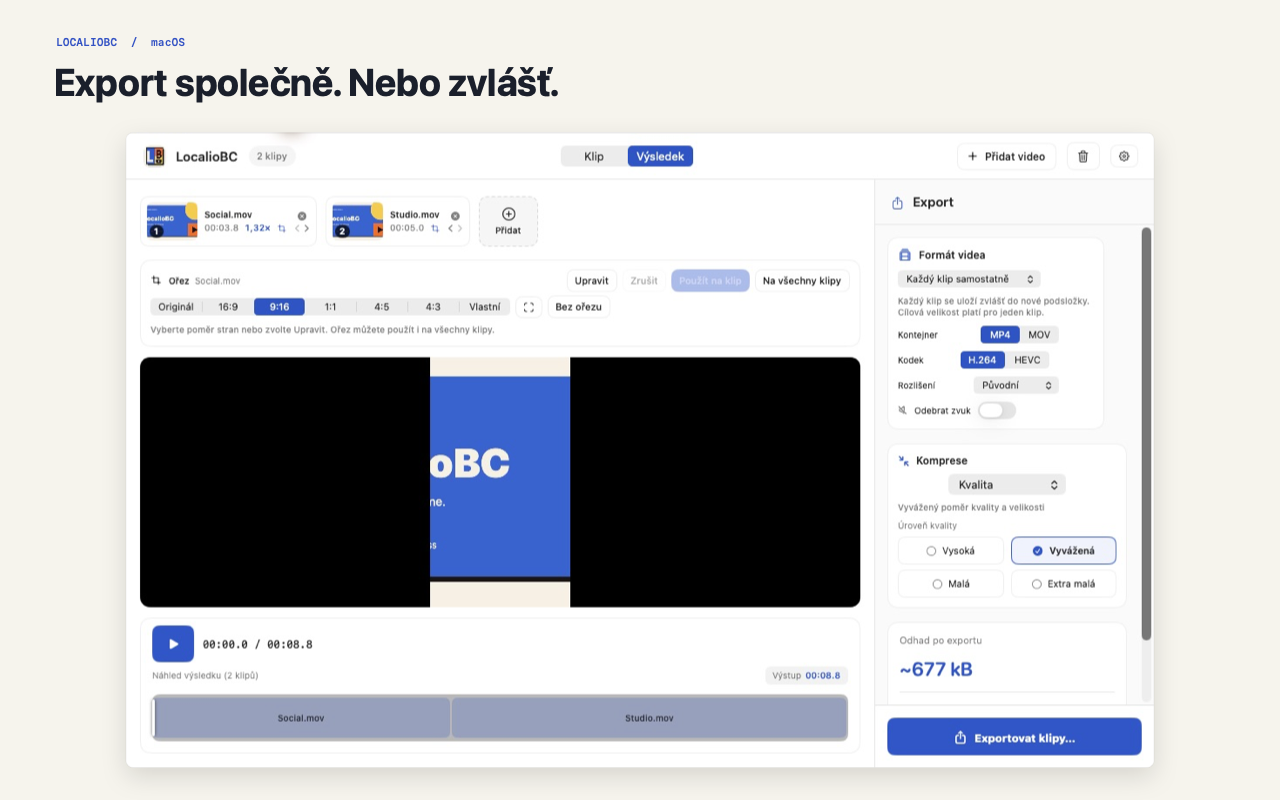 LOCALIOBC / macOS
Export společně. Nebo zvlášť.
LocalioBC
2 klipy
Klip
Výsledek
+ Přidat video
Social.mov
00:03.8 1,32×
1
Studio.mov
00:05.0
2
Přidat
Ořez Social.mov
Upravit
Zrušit
Použít na klip
Na všechny klipy
Originál
16:9
9:16
1:1
4:5
4:3
Vlastní
Bez ořezu
Vyberte poměr stran nebo zvolte Upravit. Ořez můžete použít i na všechny klipy.
oBC
ne.
ss
00:00.0 / 00:08.8
Náhled výsledku (2 klipů)
Výstup 00:08.8
Social.mov
Studio.mov
Export
Formát videa
Každý klip samostatně
Každý klip se uloží zvlášť do nové podsložky.
Cílová velikost platí pro jeden klip.
Kontejner
MP4
MOV
Kodek
H.264
HEVC
Rozlišení
Původní
Odebrat zvuk
Komprese
Kvalita
Vyvážený poměr kvality a velikosti
Úroveň kvality
Vysoká
Vyvážená
Malá
Extra malá
Odhad po exportu
~677 kB
Exportovat klipy...